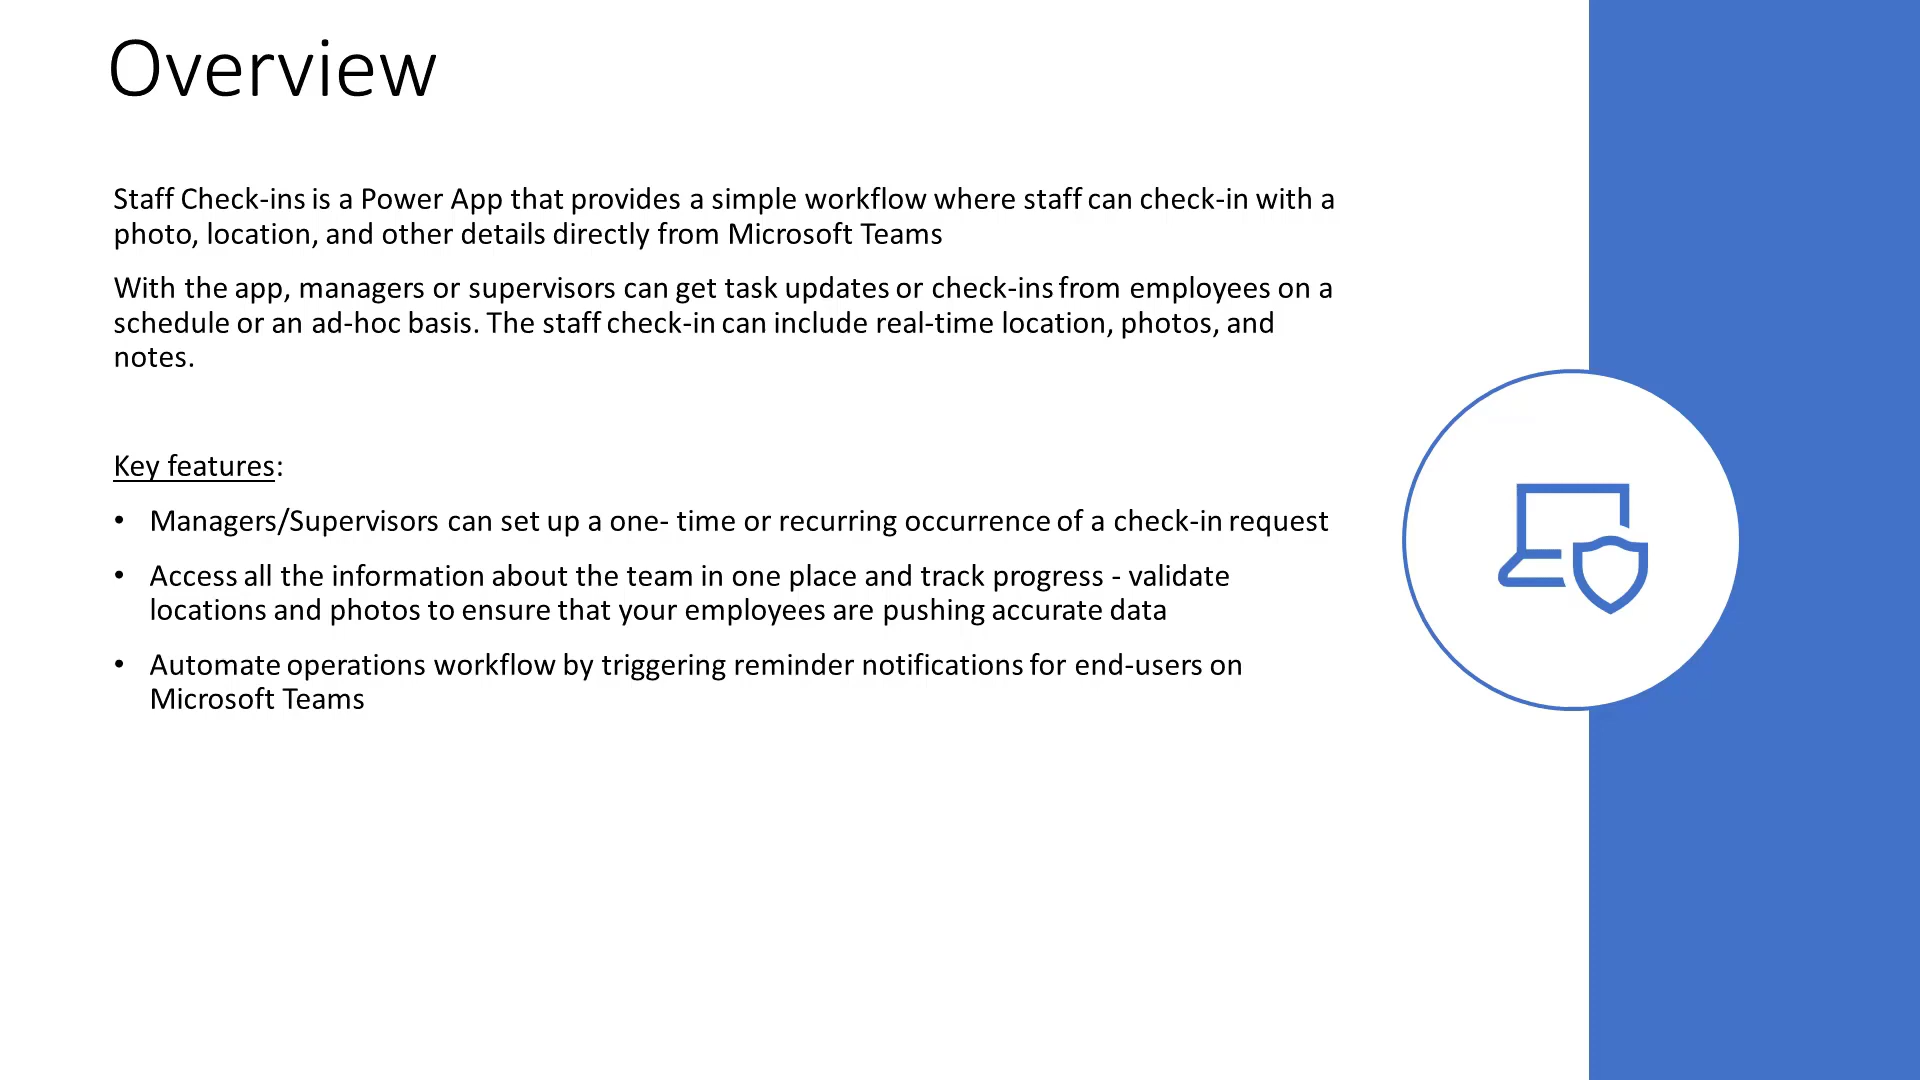 Overview
Staff Check-ins is a Power App that provides a simple workflow where staff can check-in with a
photo, location, and other details directly from Microsoft Teams
With the app, managers or supervisors can get task updates or check-ins from employees on a
schedule or an ad-hoc basis. The staff check-in can include real-time location, photos, and
notes.
Key features:
• Managers/Supervisors can set up a one- time or recurring occurrence of a check-in request
• Access all the information about the team in one place and track progress - validate
locations and photos to ensure that your employees are pushing accurate data
• Automate operations workflow by triggering reminder notifications for end-users on
Microsoft Teams